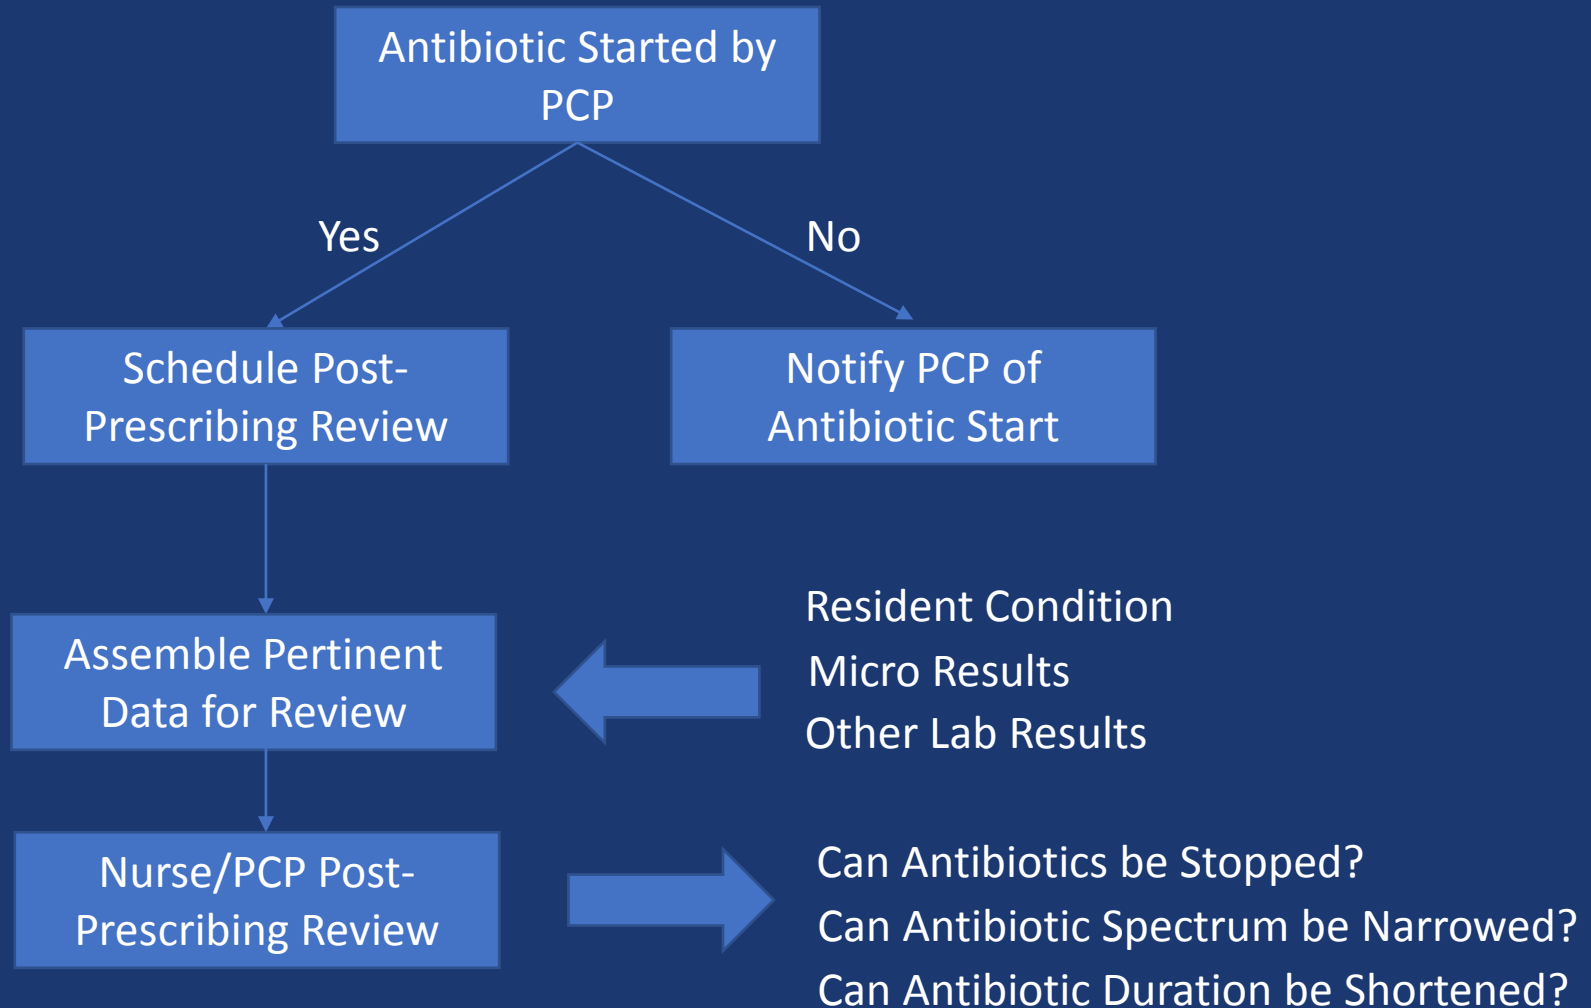 Antibiotic Started by
PCP
Yes
No
Schedule Post-
Prescribing Review
Notify PCP of
Antibiotic Start
Assemble Pertinent
Data for Review
Resident Condition
Micro Results
Other Lab Results
Nurse/PCP Post-
Prescribing Review
Can Antibiotics be Stopped?
Can Antibiotic Spectrum be Narrowed?
Can Antibiotic Duration be Shortened?